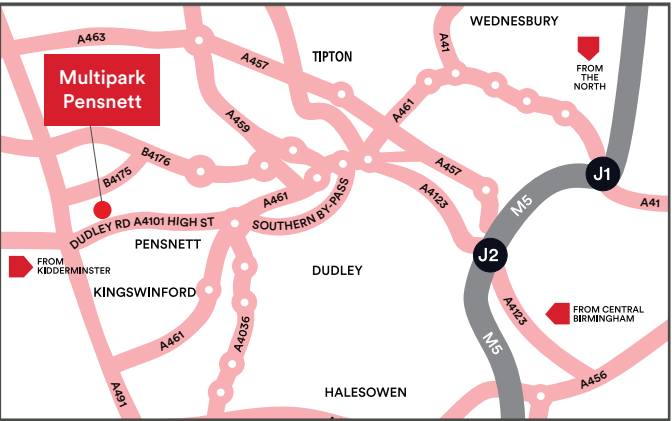 WEDNESBURY
A463
A41
TIPTON
A457
FROM
THE
NORTH
Multipark
Pensnett
A461
A459
B4176
A457
J1
B4175
A461
A4123
M5
A41
SOUTHERN BY-PASS
DUDLEY RD A4101 HIGH ST
PENSNETT
J2
FROM
KIDDERMINSTER
DUDLEY
KINGSWINFORD
A4123
FROM CENTRAL
BIRMINGHAM
A461
A4036
M5
A456
A491
HALESOWEN